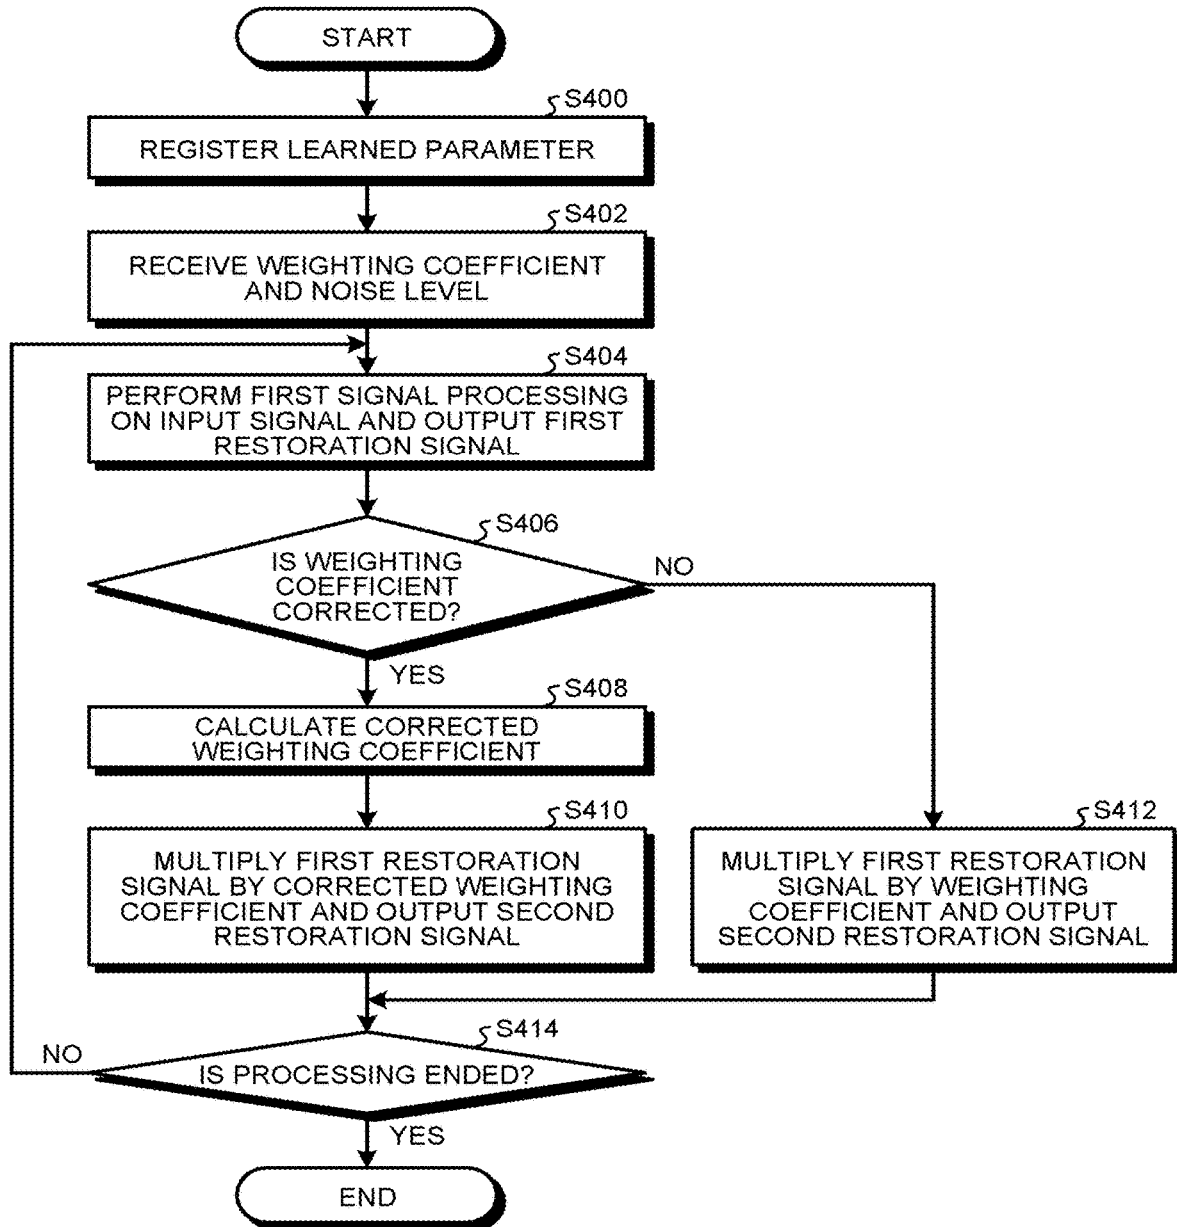 START
S400
REGISTER LEARNED PARAMETER
S402
RECEIVE WEIGHTING COEFFICIENT
AND NOISE LEVEL
S404
PERFORM FIRST SIGNAL PROCESSING
ON INPUT SIGNAL AND OUTPUT FIRST
RESTORATION SIGNAL
S406
IS WEIGHTING
COEFFICIENT
CORRECTED?
NO
YES
S408
CALCULATE CORRECTED
WEIGHTING COEFFICIENT
S410
MULTIPLY FIRST RESTORATION
SIGNAL BY CORRECTED WEIGHTING
COEFFICIENT AND OUTPUT SECOND
RESTORATION SIGNAL
S412
MULTIPLY FIRST RESTORATION
SIGNAL BY WEIGHTING
COEFFICIENT AND OUTPUT
SECOND RESTORATION SIGNAL
S414
NO
IS PROCESSING ENDED?
YES
END